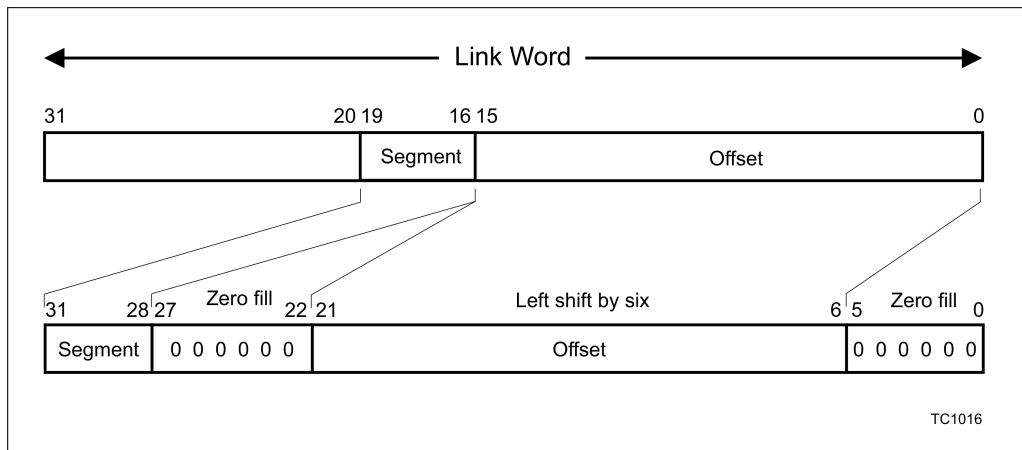 Link Word
31 20 19 16 15 0
Segment Offset
Zero fill Left shift by six Zero fill
31 28 27 22 21 6 5 0
Segment 0 0 0 0 0 0 Offset 0 0 0 0 0 0
TC1016